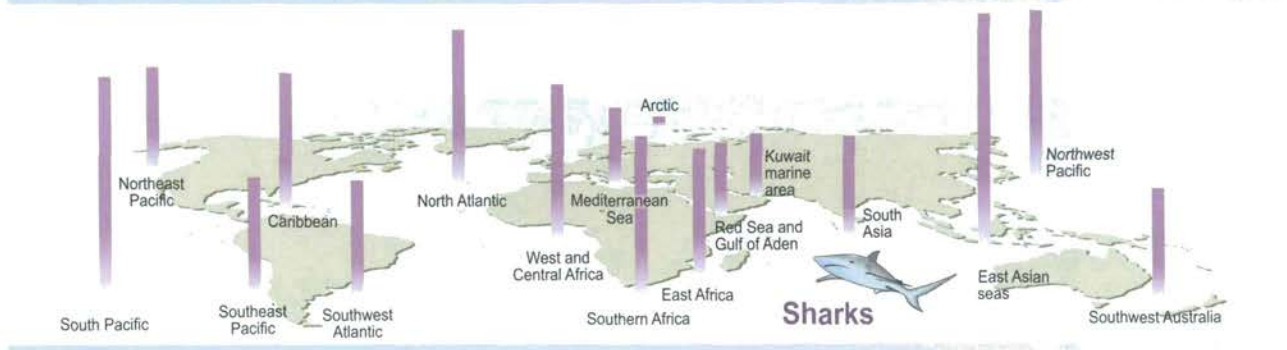 Arctic
Northeast
Pacific
Caribbean
North Atlantic
Mediterranean
Sea
Kuwait
marine
area
Northwest
Pacific
West and
Central Africa
Red Sea and
Gulf of Aden
South
Asia
East Africa
East Asian
seas
South Pacific
Southeast
Pacific
Southwest
Atlantic
Southern Africa
Sharks
Southwest Australia